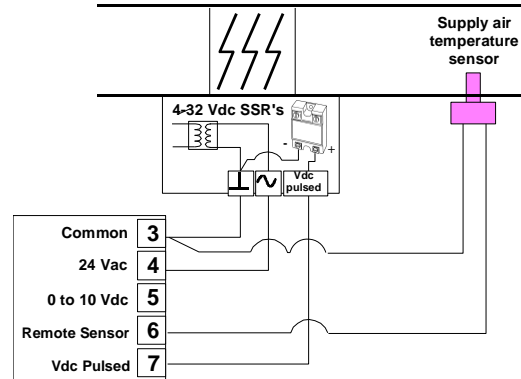 Supply air
temperature
sensor
4-32 Vdc SSR's
- +
Vdc
pulsed
Common 3
24 Vac 4
0 to 10 Vdc 5
Remote Sensor 6
Vdc Pulsed 7